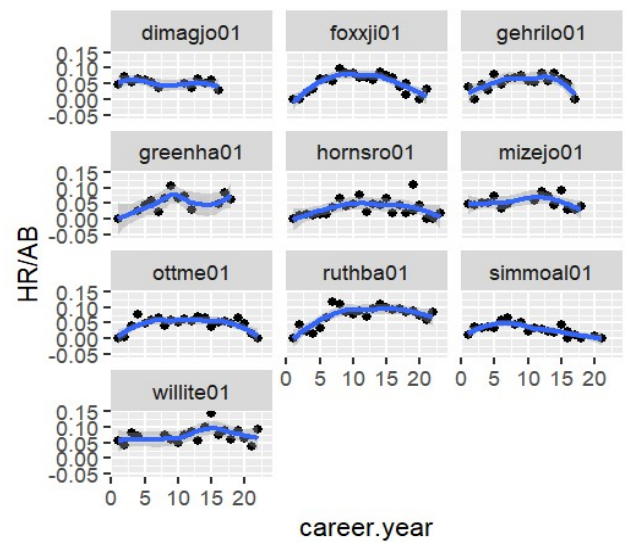 dimagjo01 foxxji01 gehrilo01
0.15
0.10
0.05
0.00
-0.05
greenha01 hornsro01 mizejo01
0.15
0.10
0.05
0.00
-0.05
HR/AB
ottme01 ruthba01 simmoal01
0.15
0.10
0.05
0.00
-0.05
0 5 10 15 20 0 5 10 15 20
willite01
0.15
0.10
0.05
0.00
-0.05
0 5 10 15 20
career.year